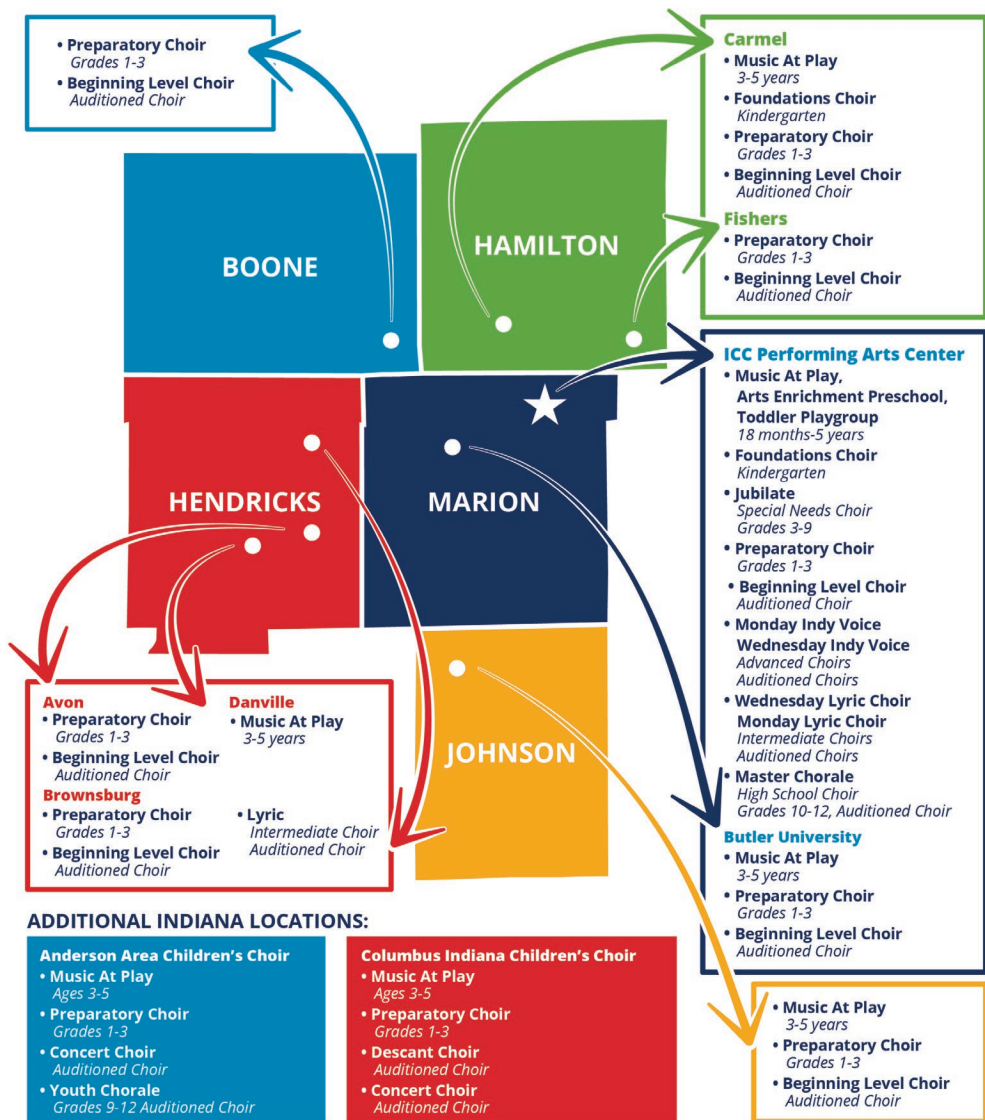 • Preparatory Choir
Grades 1-3
• Beginning Level Choir
Auditioned Choir
Carmel
• Music At Play
3-5 years
• Foundations Choir
Kindergarten
• Preparatory Choir
Grades 1-3
• Beginning Level Choir
Auditioned Choir
Fishers
• Preparatory Choir
Grades 1-3
• Begininng Level Choir
Auditioned Choir
BOONE
HAMILTON
HENDRICKS
MARION
JOHNSON
ICC Performing Arts Center
• Music At Play,
Arts Enrichment Preschool,
Toddler Playgroup
18 months-5 years
• Foundations Choir
Kindergarten
• Jubilate
Special Needs Choir
Grades 3-9
• Preparatory Choir
Grades 1-3
• Beginning Level Choir
Auditioned Choir
• Monday Indy Voice
Wednesday Indy Voice
Advanced Choirs
Auditioned Choirs
• Wednesday Lyric Choir
Monday Lyric Choir
Intermediate Choirs
Auditioned Choirs
• Master Chorale
High School Choir
Grades 10-12, Auditioned Choir
Butler University
• Music At Play
3-5 years
• Preparatory Choir
Grades 1-3
• Beginning Level Choir
Auditioned Choir
Avon
• Preparatory Choir
Grades 1-3
• Beginning Level Choir
Auditioned Choir
Danville
• Music At Play
3-5 years
Brownsburg
• Preparatory Choir
Grades 1-3
• Beginning Level Choir
Auditioned Choir
• Lyric
Intermediate Choir
Auditioned Choir
• Music At Play
3-5 years
• Preparatory Choir
Grades 1-3
• Beginning Level Choir
Auditioned Choir
ADDITIONAL INDIANA LOCATIONS:
Anderson Area Children's Choir
• Music At Play
Ages 3-5
• Preparatory Choir
Grades 1-3
• Concert Choir
Auditioned Choir
• Youth Chorale
Grades 9-12 Auditioned Choir
Columbus Indiana Children's Choir
• Music At Play
Ages 3-5
• Preparatory Choir
Grades 1-3
• Descant Choir
Auditioned Choir
• Concert Choir
Auditioned Choir